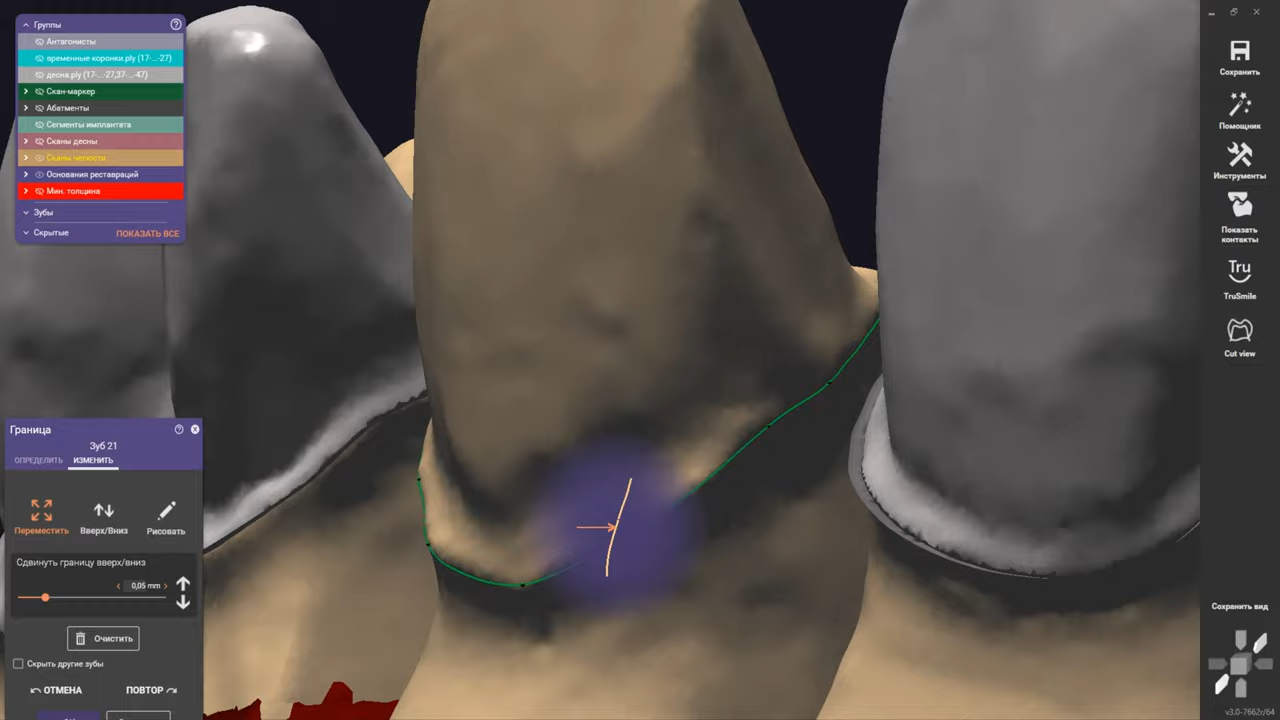 Группы
Антагонисты
временные коронки.ply (17-...-27)
десна.ply (17-...-27,37-...-47)
Скан-маркер
Абатменты
Сегменты имплантата
Сканы десны
Сканы челюсти
Основания реставраций
Мин. толщина
Зубы
Скрытые ПОКАЗАТЬ ВСЕ
Граница
Зуб 21
ОПРЕДЕЛИТЬ ИЗМЕНИТЬ
Переместить Вверх/Вниз Рисовать
Сдвинуть границу вверх/вниз
0,05 mm
Очистить
Скрыть другие зубы
ОТМЕНА ПОВТОР
Сохранить
Помощник
Инструменты
Показать
контакты
Tru
TruSmile
Cut view
Сохранить вид
v3.0-7662r/64